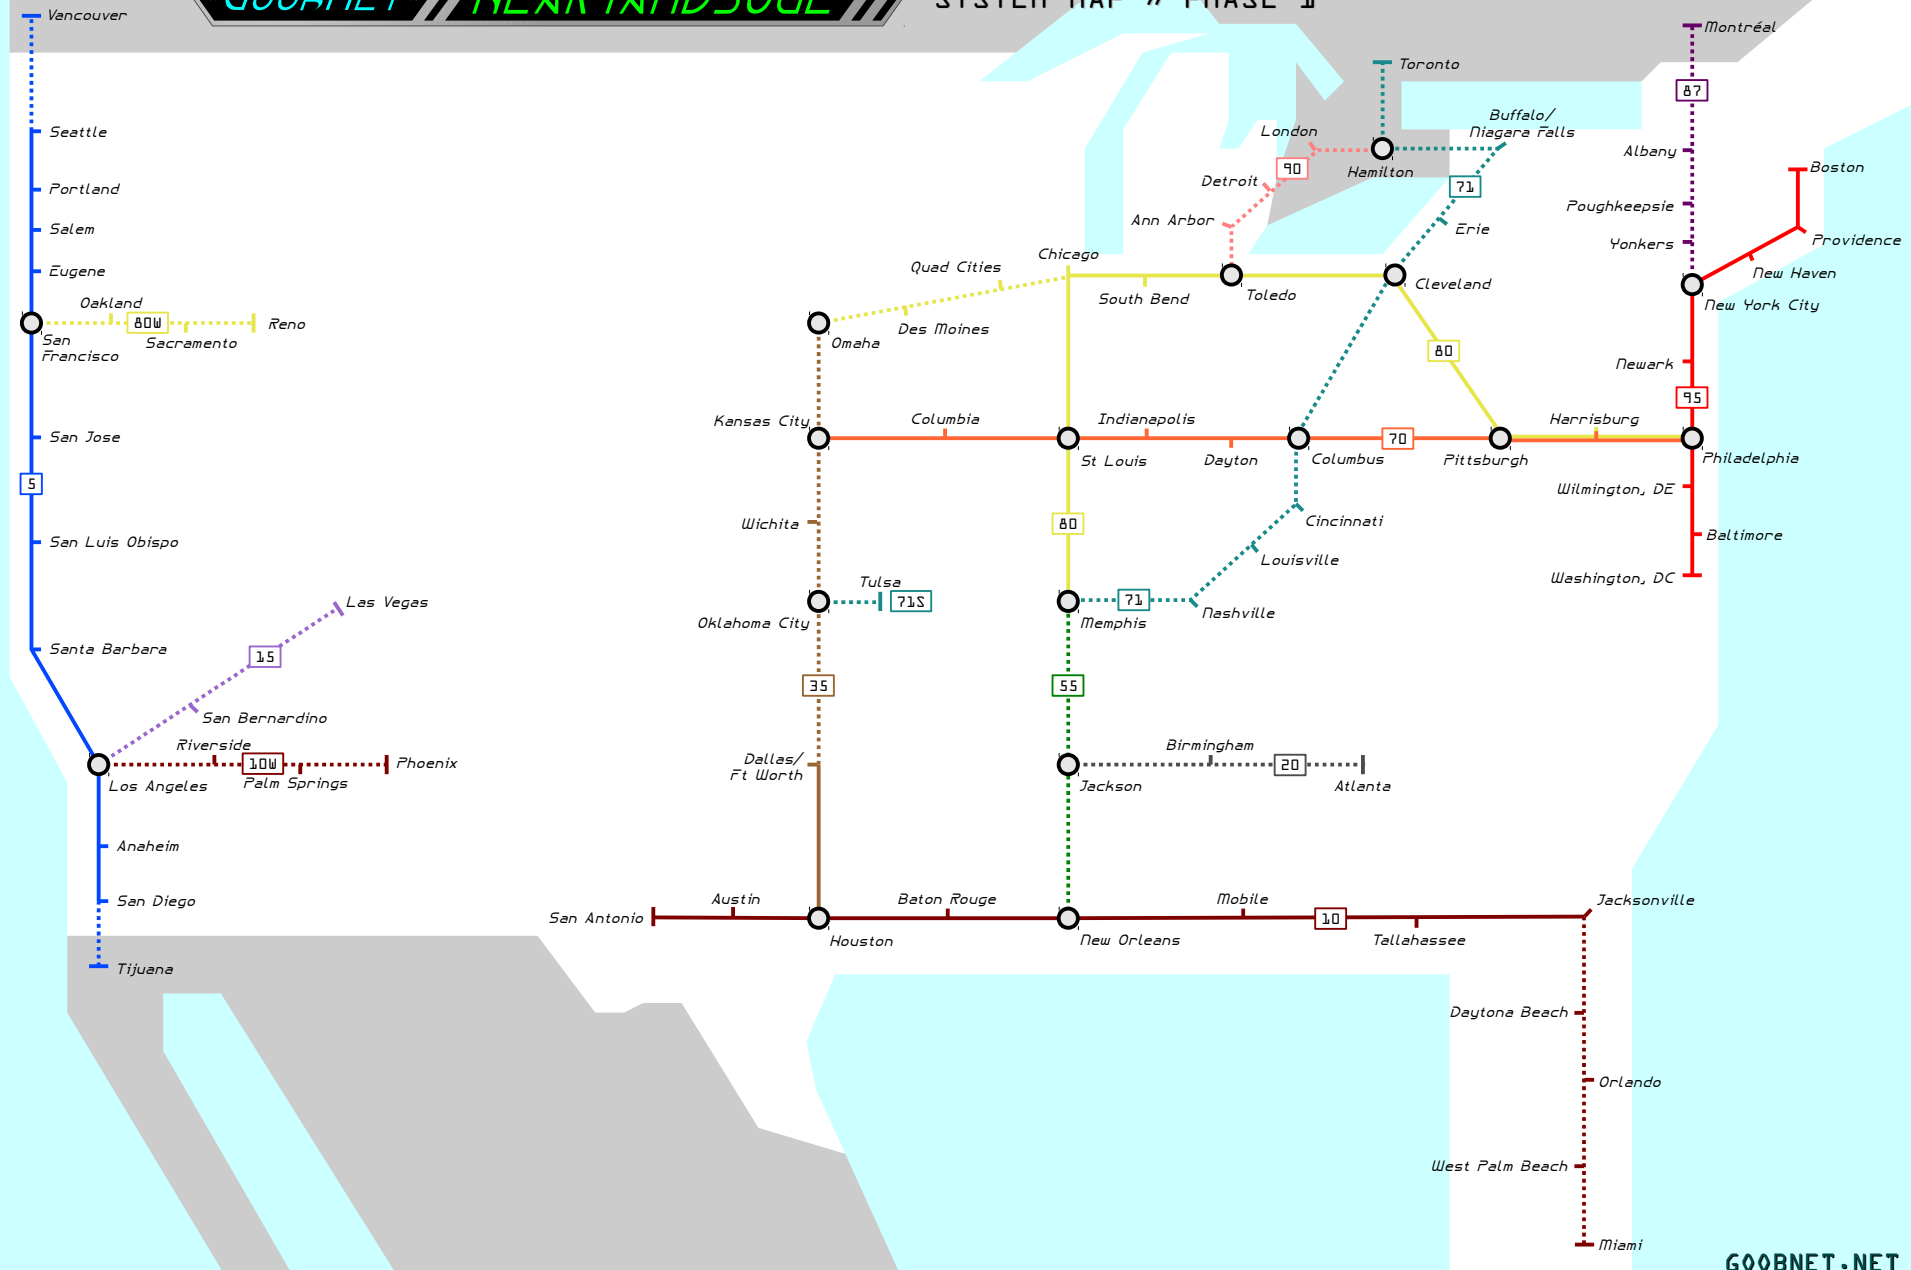 GOOBNET
NEXRYANDSOGE
SYSTEM MAP // PHASE 1
Vancouver
Montréal
Toronto
87
Buffalo/
Niagara Falls
London
Seattle
Albany
Boston
90
Hamilton
Detroit
71
Portland
Poughkeepsie
Ann Arbor
Erie
Salem
Yonkers
Providence
Chicago
Quad Cities
Eugene
New Haven
South Bend
Toledo
Cleveland
New York City
Oakland
80W
Reno
San
Francisco
Sacramento
Des Moines
Omaha
80
Newark
95
Kansas City
Columbia
Indianapolis
Harrisburg
San Jose
70
St Louis
Dayton
Columbus
Pittsburgh
Philadelphia
5
Wilmington, DE
Wichita
80
Cincinnati
Baltimore
San Luis Obispo
Louisville
Washington, DC
Tulsa
71S
71
Las Vegas
Oklahoma City
Memphis
Nashville
Santa Barbara
15
35
55
San Bernardino
Riverside
10W
Phoenix
Palm Springs
Los Angeles
Dallas/
Ft Worth
Birmingham
20
Jackson
Atlanta
Anaheim
San Diego
Austin
Baton Rouge
Mobile
Jacksonville
San Antonio
10
Houston
New Orleans
Tallahassee
Tijuana
Daytona Beach
Orlando
West Palm Beach
Miami
GOOBNET.NET